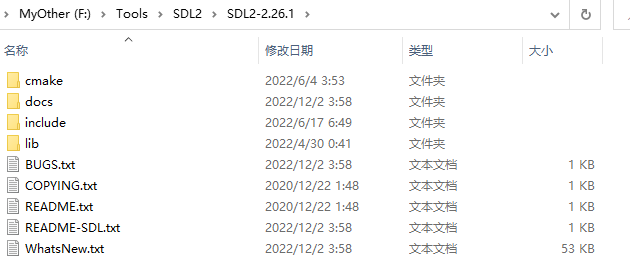 MyOther (F:) > Tools > SDL2 > SDL2-2.26.1 >
名称 修改日期 类型 大小
cmake 2022/6/4 3:53 文件夹
docs 2022/12/2 3:58 文件夹
include 2022/6/17 6:49 文件夹
lib 2022/4/30 0:41 文件夹
BUGS.txt 2022/12/2 3:58 文本文档 1 KB
COPYING.txt 2020/12/22 1:48 文本文档 1 KB
README.txt 2020/12/22 1:48 文本文档 1 KB
README-SDL.txt 2022/12/2 3:58 文本文档 1 KB
WhatsNew.txt 2022/12/2 3:58 文本文档 53 KB